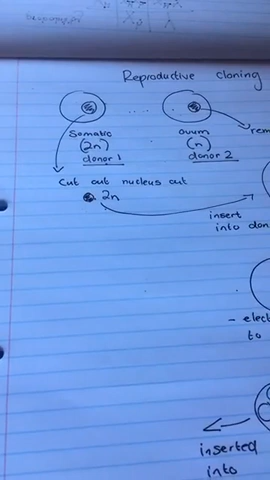 Reproductive cloning
Somatic
(2n)
donor 1
ovum
(n)
donor 2
rem
Cut out nucleus out
2n
insert
into don
- elect
to
inserted
into